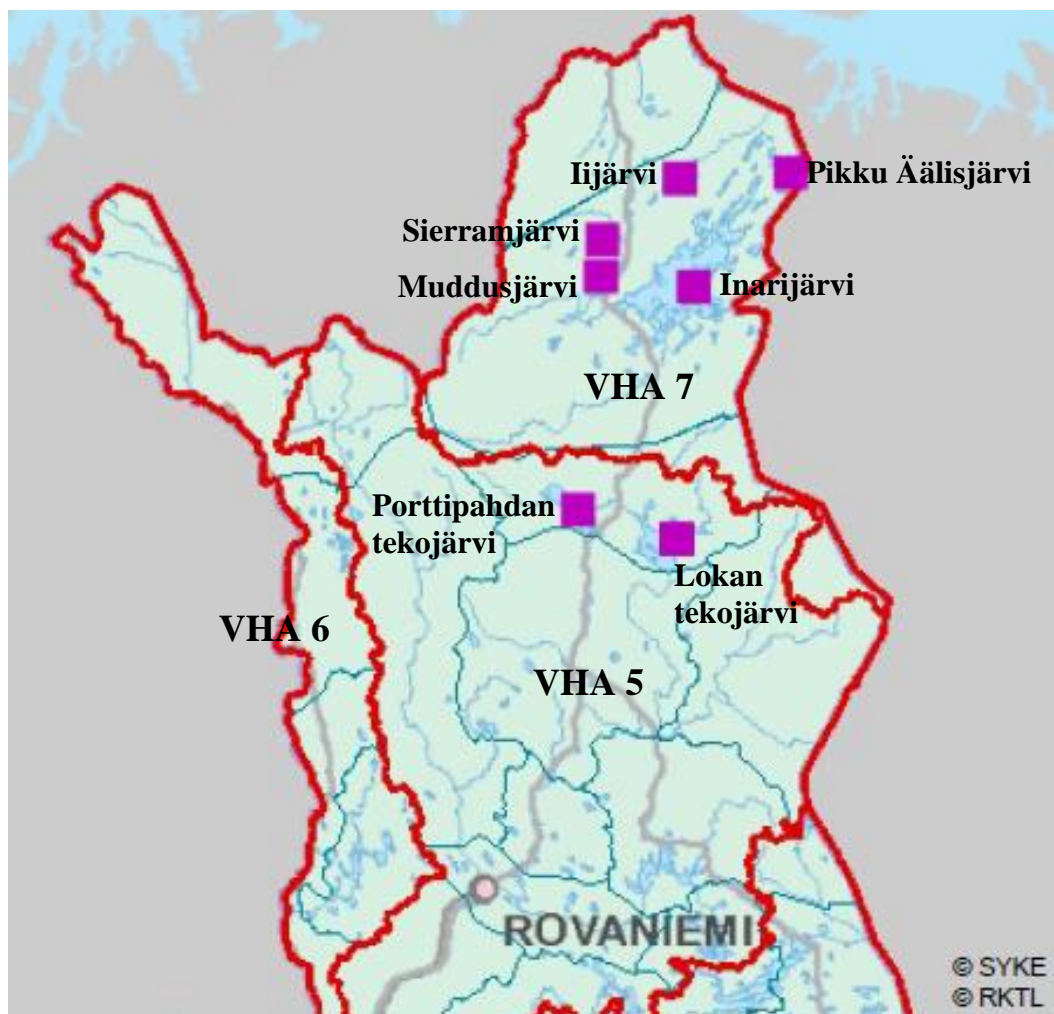 Iijärvi
Pikku Äälisjärvi
Sierramjärvi
Muddusjärvi
Inarijärvi
VHA 7
Porttipahdan
tekojärvi
Lokan
tekojärvi
VHA 6
VHA 5
ROVANIEMI
© SYKE
© RKTL